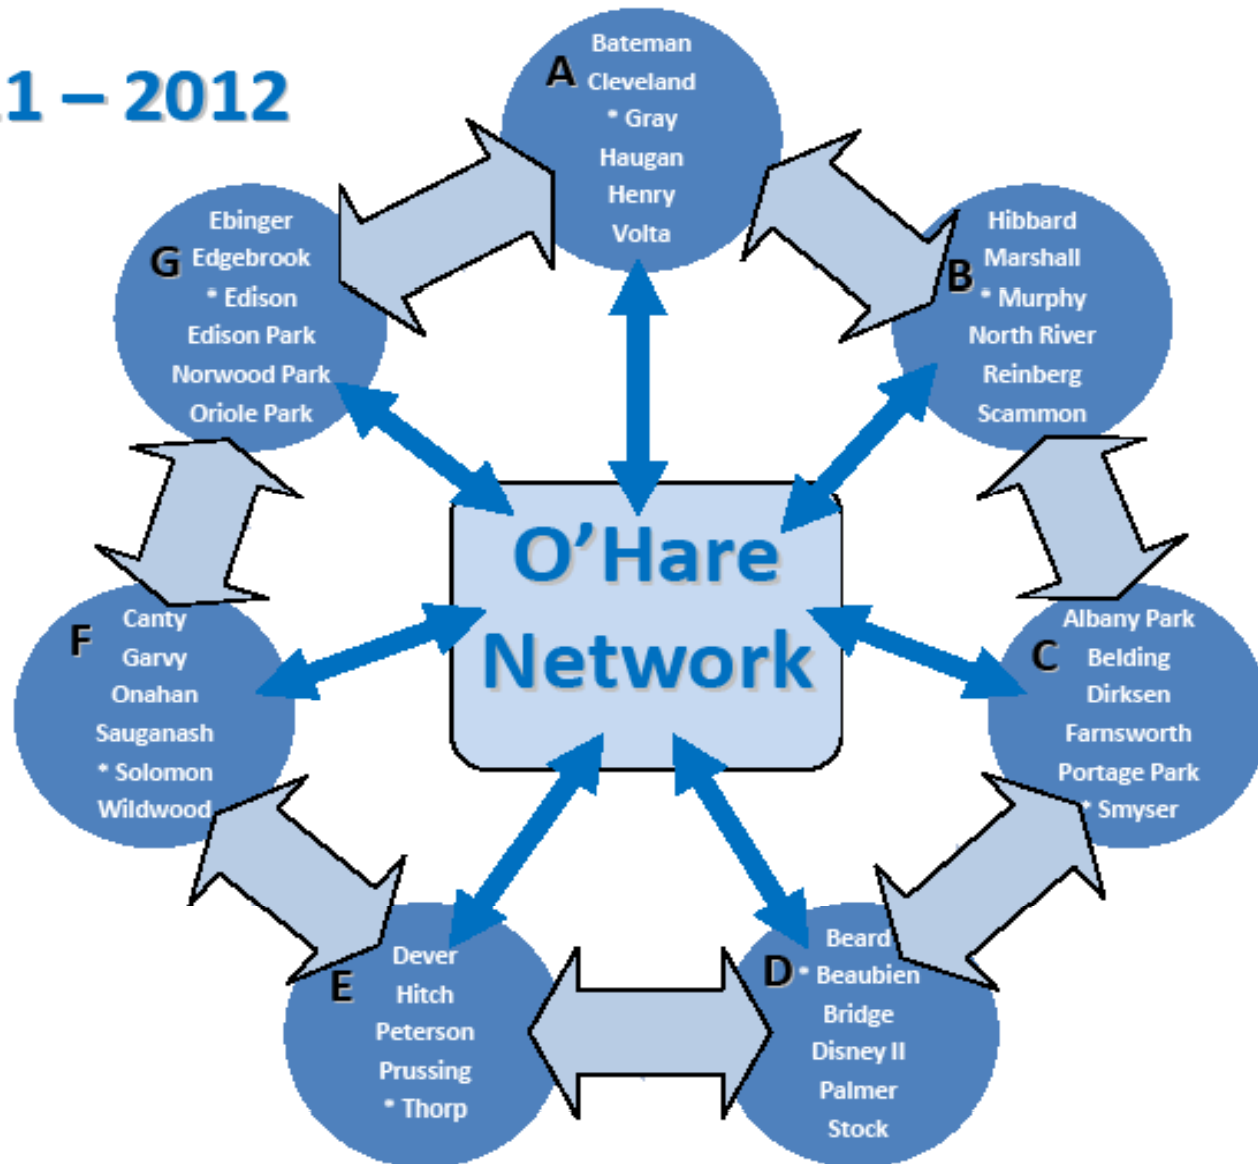 11 – 2012
A
Bateman
Cleveland
* Gray
Haugan
Henry
Volta
B
Hibbard
Marshall
* Murphy
North River
Reinberg
Scammon
C
Albany Park
Belding
Dirksen
Farnsworth
Portage Park
* Smyser
D
Beard
* Beaubien
Bridge
Disney II
Palmer
Stock
E
Dever
Hitch
Peterson
Prussing
* Thorp
F
Canty
Garvy
Onahan
Sauganash
* Solomon
Wildwood
G
Ebinger
Edgebrook
* Edison
Edison Park
Norwood Park
Oriole Park
O’Hare
Network